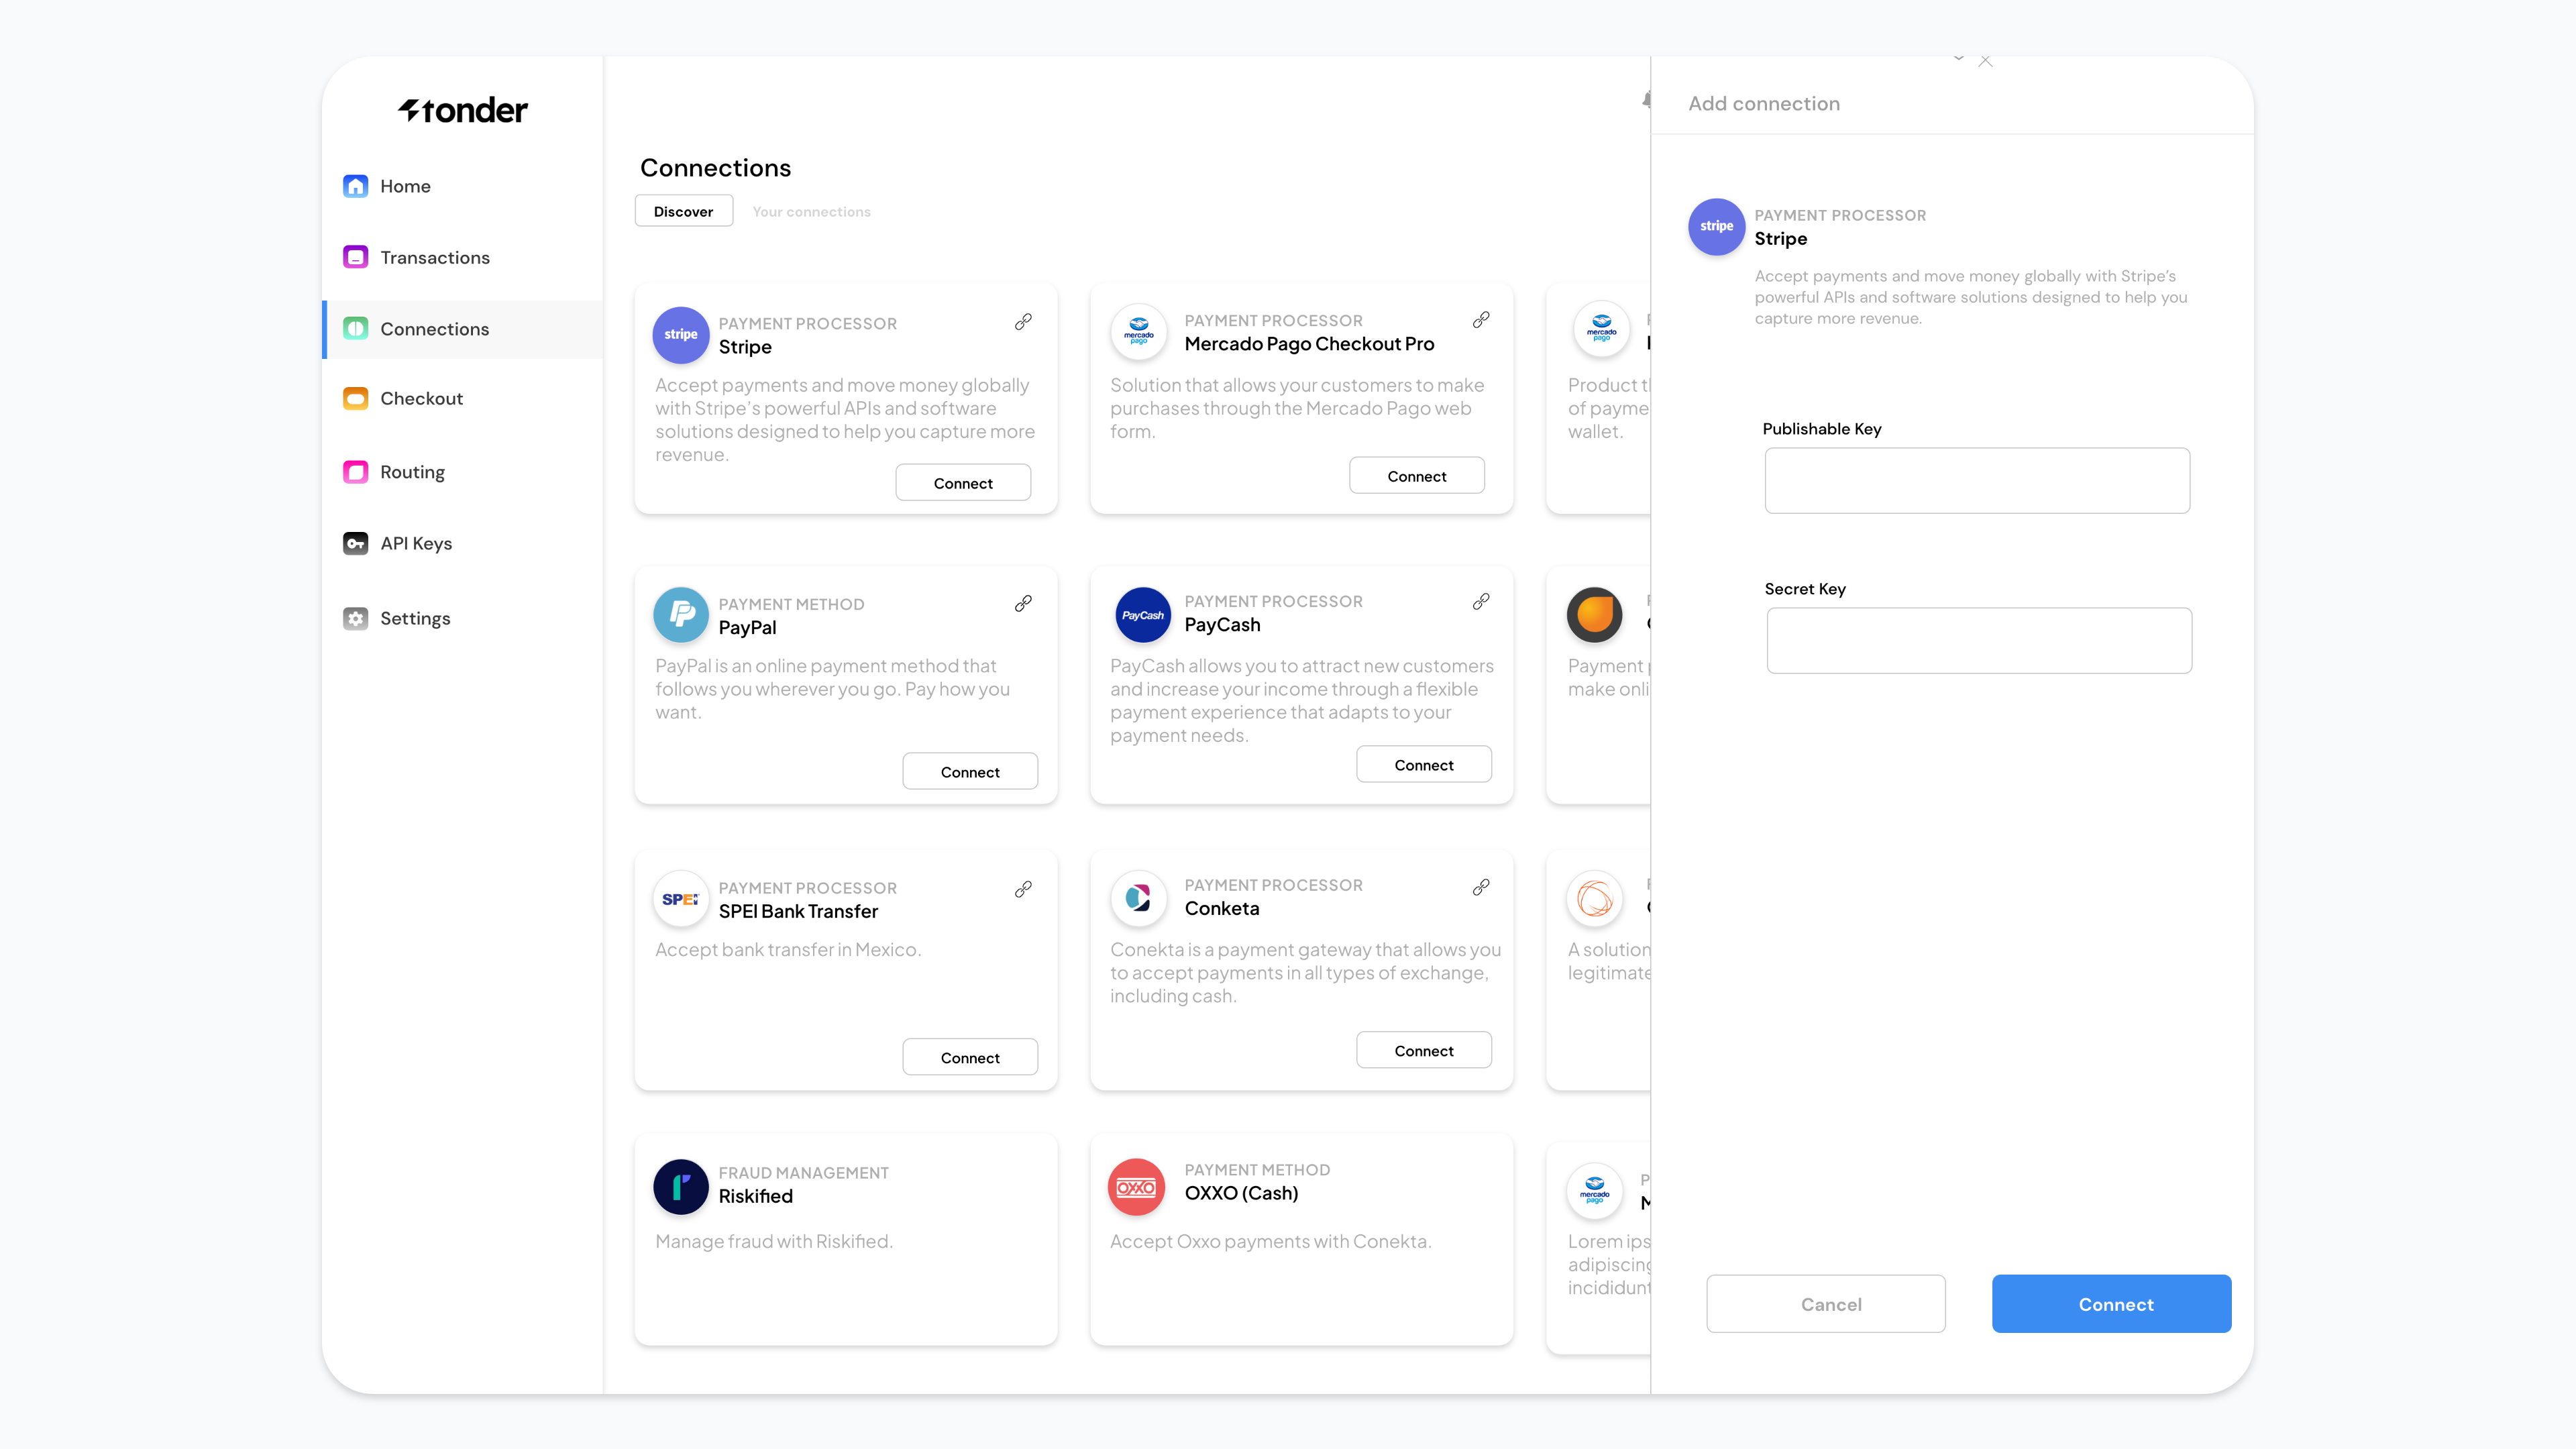 tonder
Home
Transactions
Connections
Checkout
Routing
API Keys
Settings
Connections
Discover
Your connections
stripe
PAYMENT PROCESSOR
Stripe
Accept payments and move money globally
with Stripe's powerful APIs and software
solutions designed to help you capture more
revenue.
Connect
mercado
pago
PAYMENT PROCESSOR
Mercado Pago Checkout Pro
Solution that allows your customers to make
purchases through the Mercado Pago web
form.
Connect
mercado
pago
Product
of payme
wallet.
PAYMENT METHOD
PayPal
PayPal is an online payment method that
follows you wherever you go. Pay how you
want.
Connect
PayCash
PAYMENT PROCESSOR
PayCash
PayCash allows you to attract new customers
and increase your income through a flexible
payment experience that adapts to your
payment needs.
Connect
Payment
make onli
SPEI
PAYMENT PROCESSOR
SPEI Bank Transfer
Accept bank transfer in Mexico.
Connect
PAYMENT PROCESSOR
Conketa
Conekta is a payment gateway that allows you
to accept payments in all types of exchange,
including cash.
Connect
A solution
legitimate
FRAUD MANAGEMENT
Riskified
Manage fraud with Riskified.
OXXO
PAYMENT METHOD
OXXO (Cash)
Accept Oxxo payments with Conekta.
mercado
pago
Lorem ips
adipiscing
incididunt
Add connection
stripe
PAYMENT PROCESSOR
Stripe
Accept payments and move money globally with Stripe's
powerful APIs and software solutions designed to help you
capture more revenue.
Publishable Key
Secret Key
Cancel
Connect